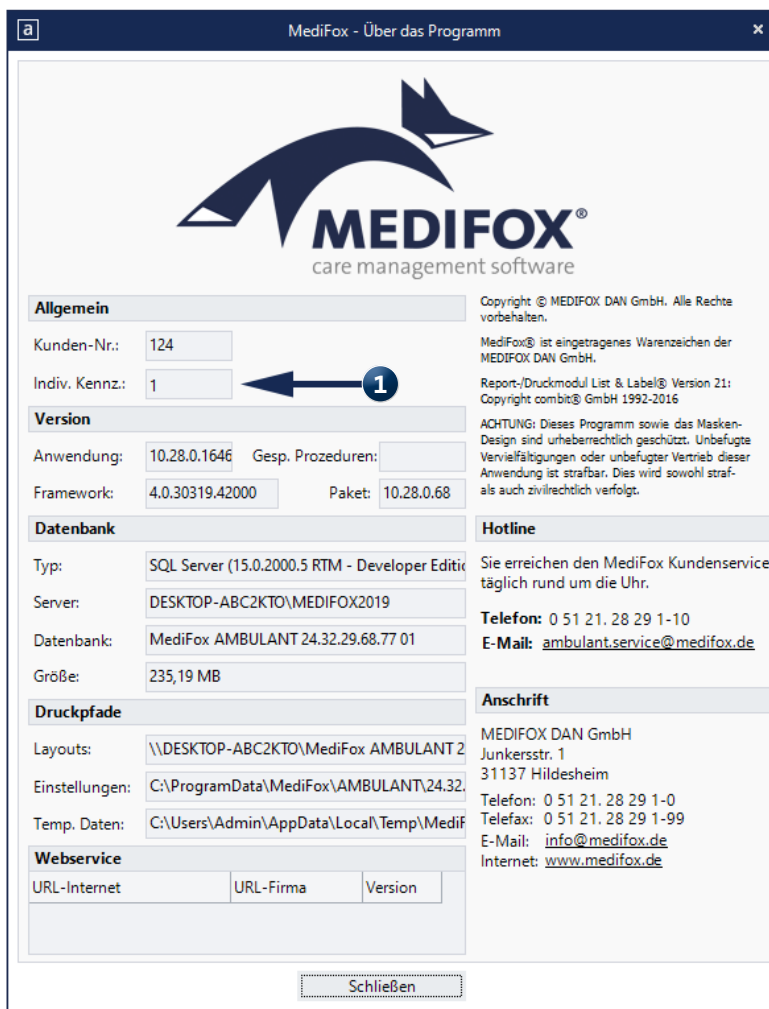 a
MediFox - Über das Programm
MEDIFOX®
care management software
Allgemein
Kunden-Nr.: 124
Indiv. Kennz.: 1
1
Version
Anwendung: 10.28.0.1646 Gesp. Prozeduren:
Framework: 4.0.30319.42000 Paket: 10.28.0.68
Datenbank
Typ: SQL Server (15.0.2000.5 RTM - Developer Editio
Server: DESKTOP-ABC2KTO\MEDIFOX2019
Datenbank: MediFox AMBULANT 24.32.29.68.77 01
Größe: 235,19 MB
Druckpfade
Layouts: \\DESKTOP-ABC2KTO\MediFox AMBULANT 2
Einstellungen: C:\ProgramData\MediFox\AMBULANT\24.32.
Temp. Daten: C:\Users\Admin\AppData\Local\Temp\MediF
Webservice
URL-Internet URL-Firma Version
Copyright © MEDIFOX DAN GmbH. Alle Rechte
vorbehalten.
MediFox® ist eingetragenes Warenzeichen der
MEDIFOX DAN GmbH.
Report-/Druckmodul List & Label® Version 21:
Copyright combit® GmbH 1992-2016
ACHTUNG: Dieses Programm sowie das Masken-
Design sind urheberrechtlich geschützt. Unbefugte
Vervielfältigungen oder unbefugter Vertrieb dieser
Anwendung ist strafbar. Dies wird sowohl straf-
als auch zivilrechtlich verfolgt.
Hotline
Sie erreichen den MediFox Kundenservice
täglich rund um die Uhr.
Telefon: 0 51 21. 28 29 1-10
E-Mail: ambulant.service@medifox.de
Anschrift
MEDIFOX DAN GmbH
Junkersstr. 1
31137 Hildesheim
Telefon: 0 51 21. 28 29 1-0
Telefax: 0 51 21. 28 29 1-99
E-Mail: info@medifox.de
Internet: www.medifox.de
Schließen